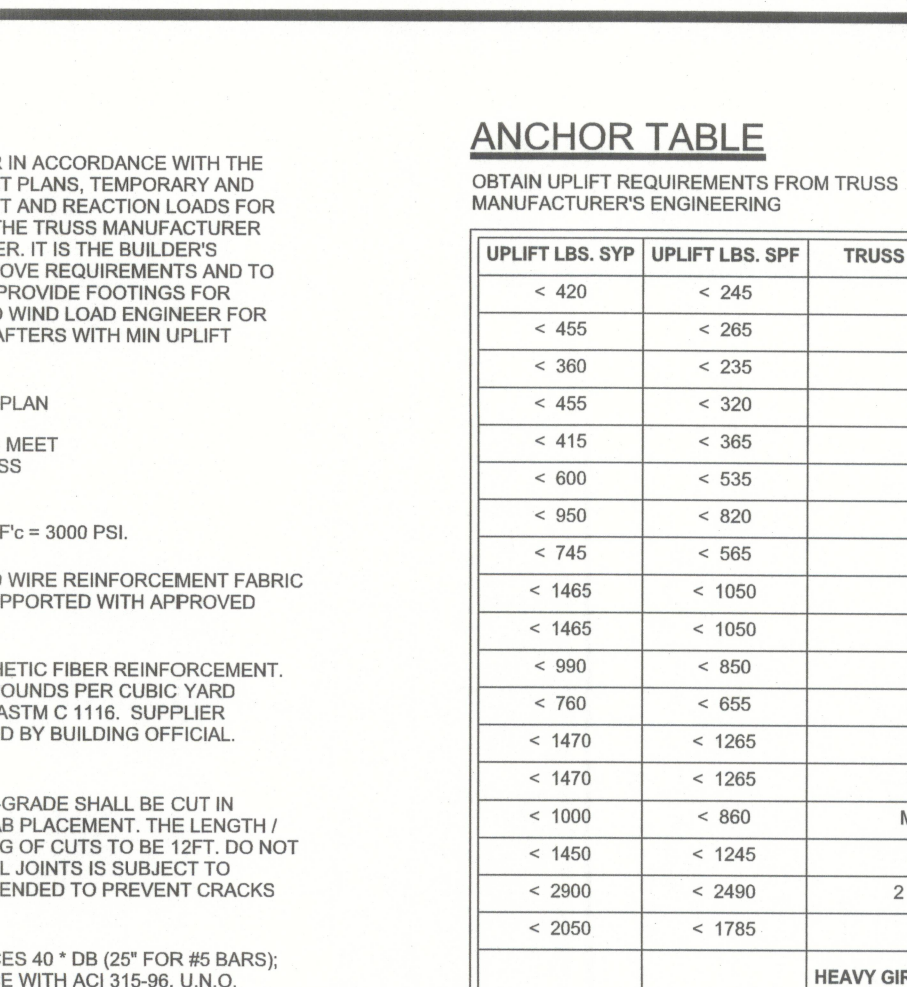 IN ACCORDANCE WITH THE
T PLANS, TEMPORARY AND
T AND REACTION LOADS FOR
THE TRUSS MANUFACTURER
ER. IT IS THE BUILDER'S
OVE REQUIREMENTS AND TO
PROVIDE FOOTINGS FOR
WIND LOAD ENGINEER FOR
AFTERS WITH MIN UPLIFT
PLAN
MEET
SS
F'c = 3000 PSI.
WIRE REINFORCEMENT FABRIC
PPORTED WITH APPROVED
HETIC FIBER REINFORCEMENT.
OUNDS PER CUBIC YARD
ASTM C 1116. SUPPLIER
D BY BUILDING OFFICIAL.
-GRADE SHALL BE CUT IN
AB PLACEMENT. THE LENGTH /
G OF CUTS TO BE 12FT. DO NOT
L JOINTS IS SUBJECT TO
ENDED TO PREVENT CRACKS
CES 40 * DB (25" FOR #5 BARS);
E WITH ACI 315-96, U.N.O.
ANCHOR TABLE
OBTAIN UPLIFT REQUIREMENTS FROM TRUSS
MANUFACTURER'S ENGINEERING
UPLIFT LBS. SYP UPLIFT LBS. SPF TRUSS
< 420 < 245
< 455 < 265
< 360 < 235
< 455 < 320
< 415 < 365
< 600 < 535
< 950 < 820
< 745 < 565
< 1465 < 1050
< 1465 < 1050
< 990 < 850
< 760 < 655
< 1470 < 1265
< 1470 < 1265
< 1000 < 860 M
< 1450 < 1245
< 2900 < 2490 2
< 2050 < 1785
HEAVY GIR